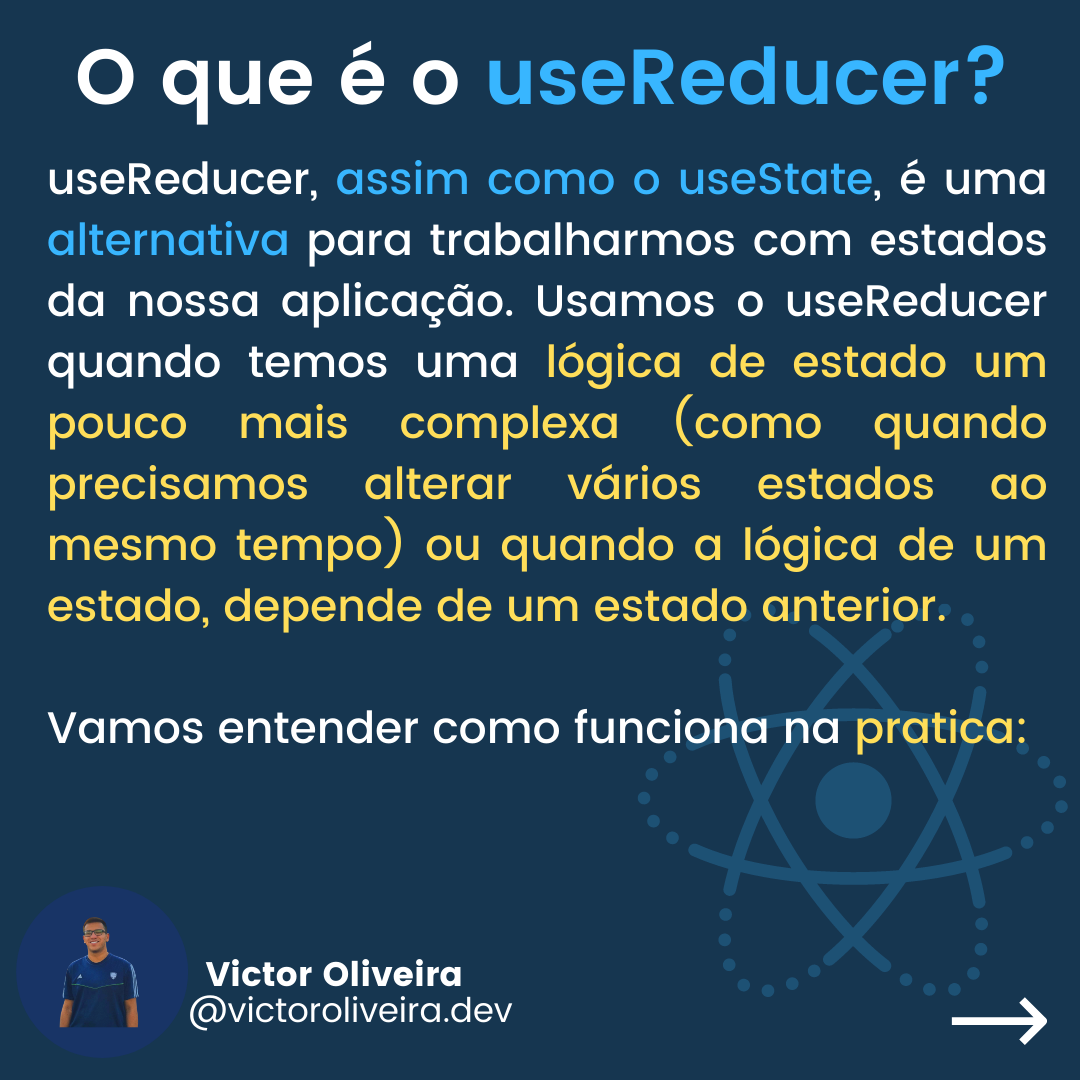 O que é o useReducer?
useReducer, assim como o useState, é uma
alternativa para trabalharmos com estados
da nossa aplicação. Usamos o useReducer
quando temos uma lógica de estado um
pouco mais complexa (como quando
precisamos alterar vários estados ao
mesmo tempo) ou quando a lógica de um
estado, depende de um estado anterior.
Vamos entender como funciona na pratica:
Victor Oliveira
@victoroliveira.dev